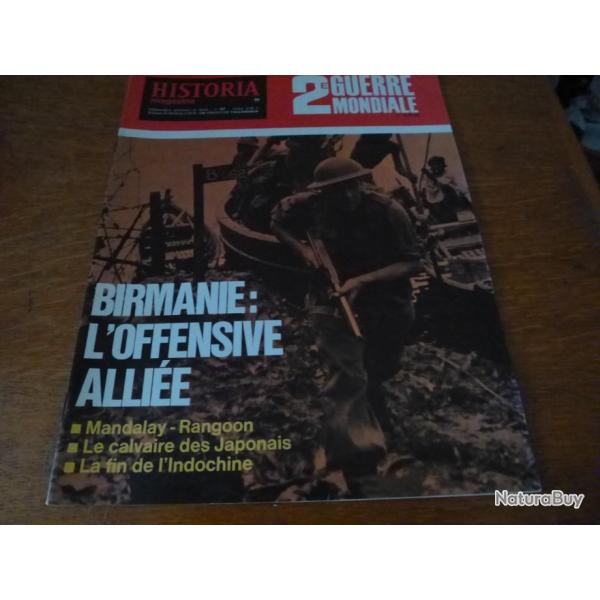 HISTORIA
magazine
2e GUERRE
MONDIALE
B
BIRMANIE:
L'OFFENSIVE
ALLIÉE
■ Mandalay - Rangoon
■ Le calvaire des Japonais
■ La fin de l'Indochine
NaturaBuy